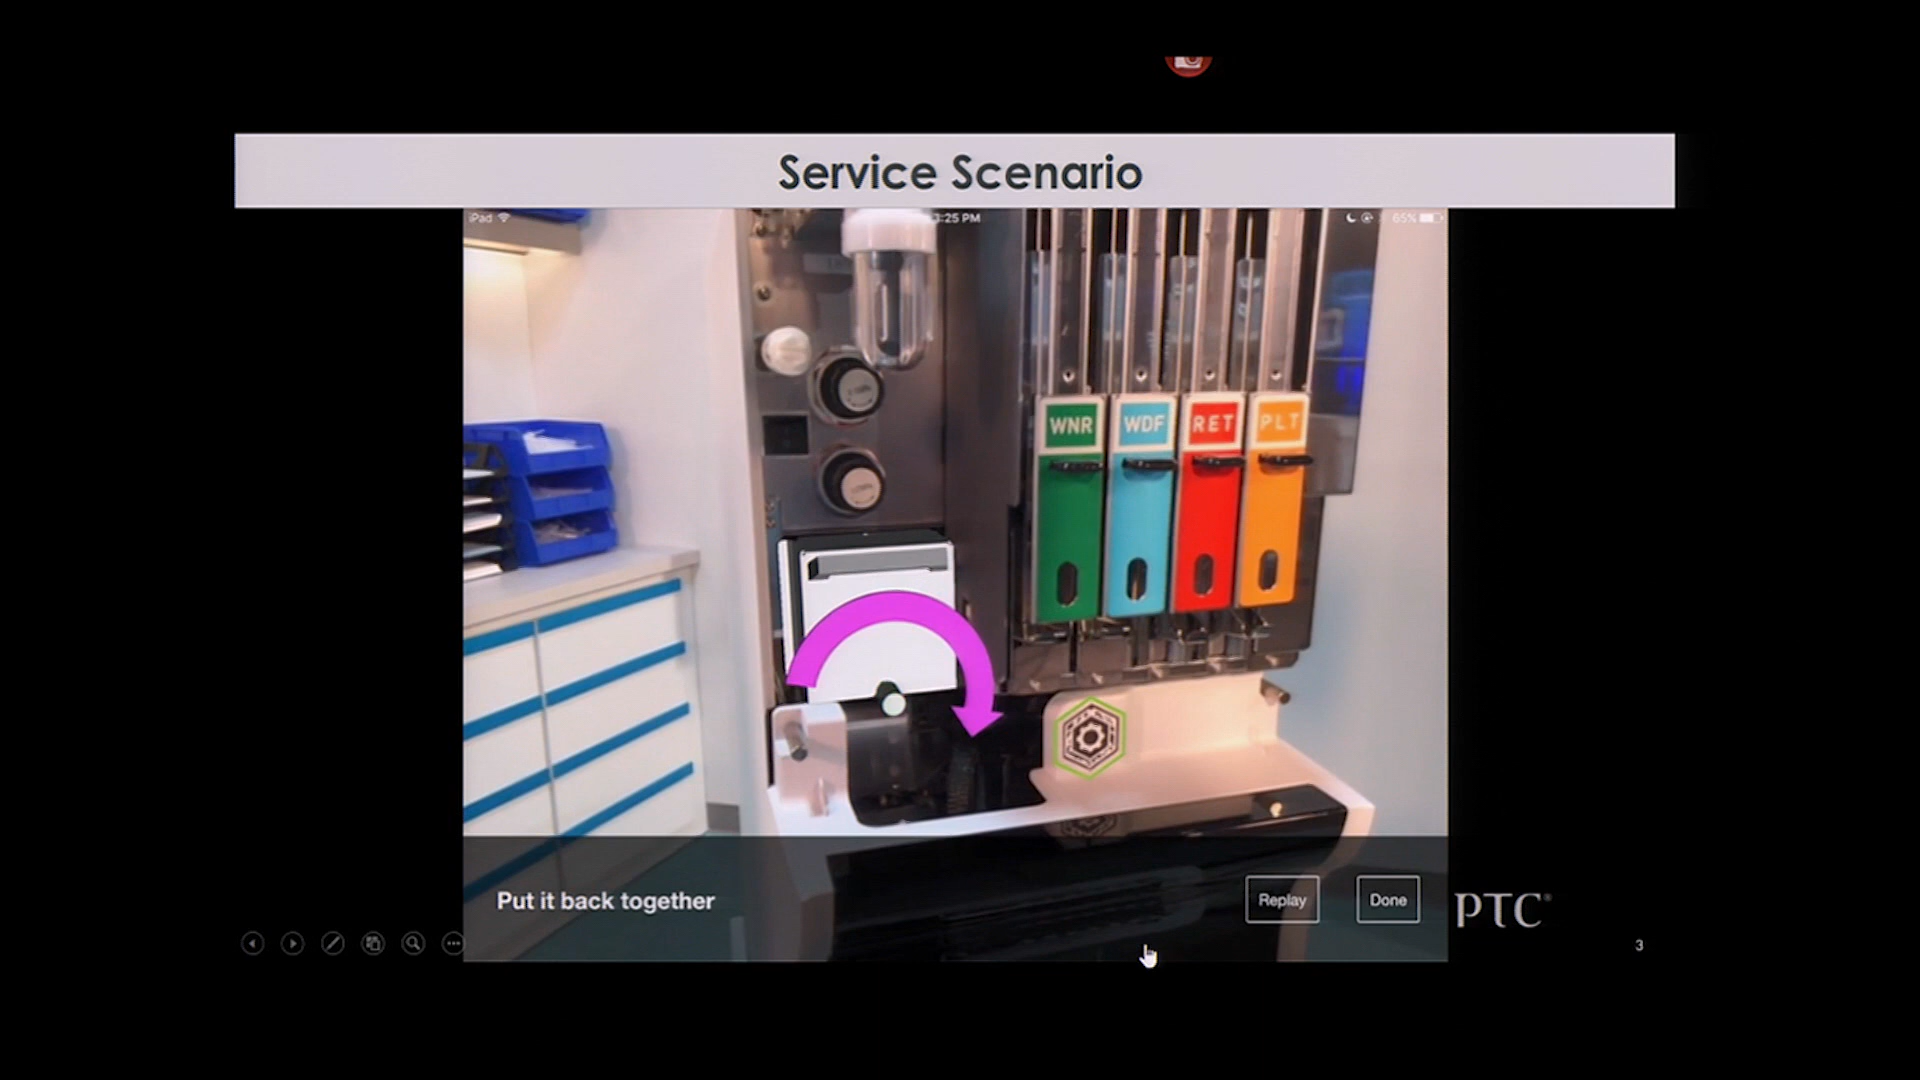 Service Scenario
iPad
3:25 PM
65%
WNR WDF RET PLT
Put it back together
Replay
Done
PTC®
3